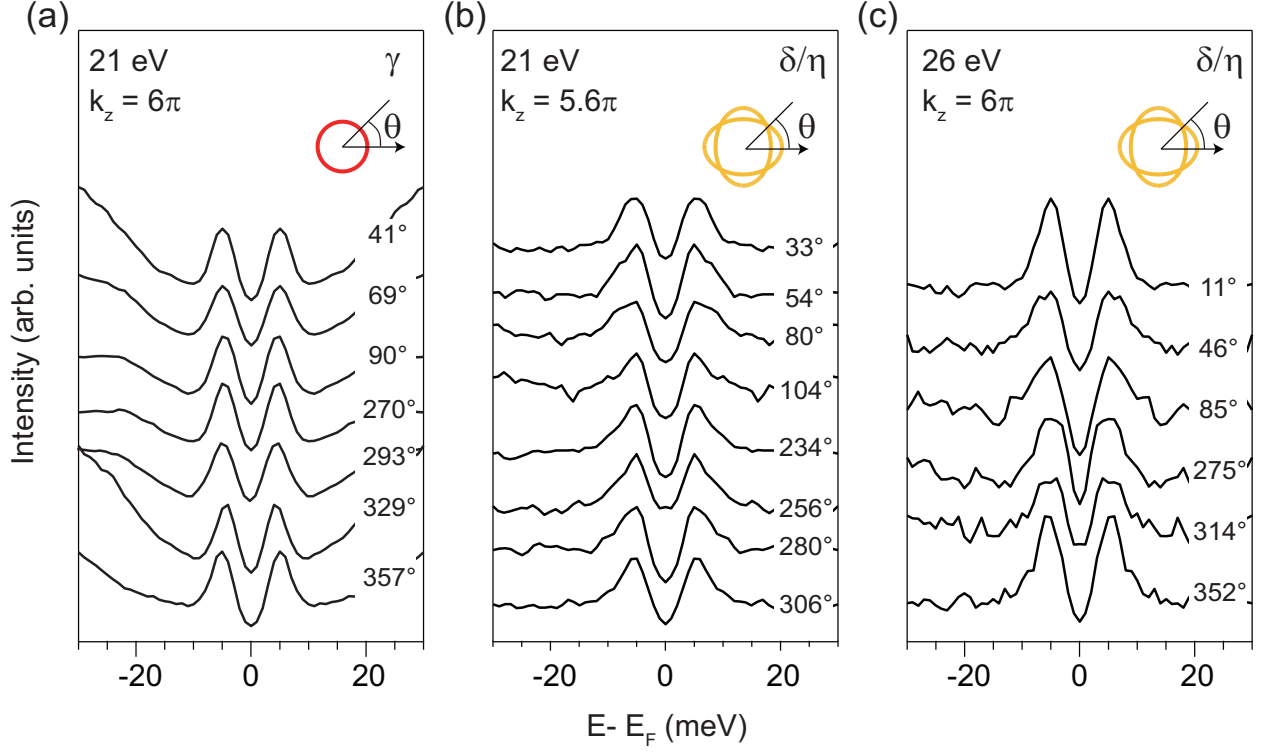 (a)
21 eV
γ
k_z = 6π
θ
41°
69°
90°
270°
293°
329°
357°
-20
0
20
(b)
21 eV
δ/η
k_z = 5.6π
θ
33°
54°
80°
104°
234°
256°
280°
306°
-20
0
20
(c)
26 eV
δ/η
k_z = 6π
θ
11°
46°
85°
275°
314°
352°
-20
0
20
Intensity (arb. units)
E- E_F (meV)